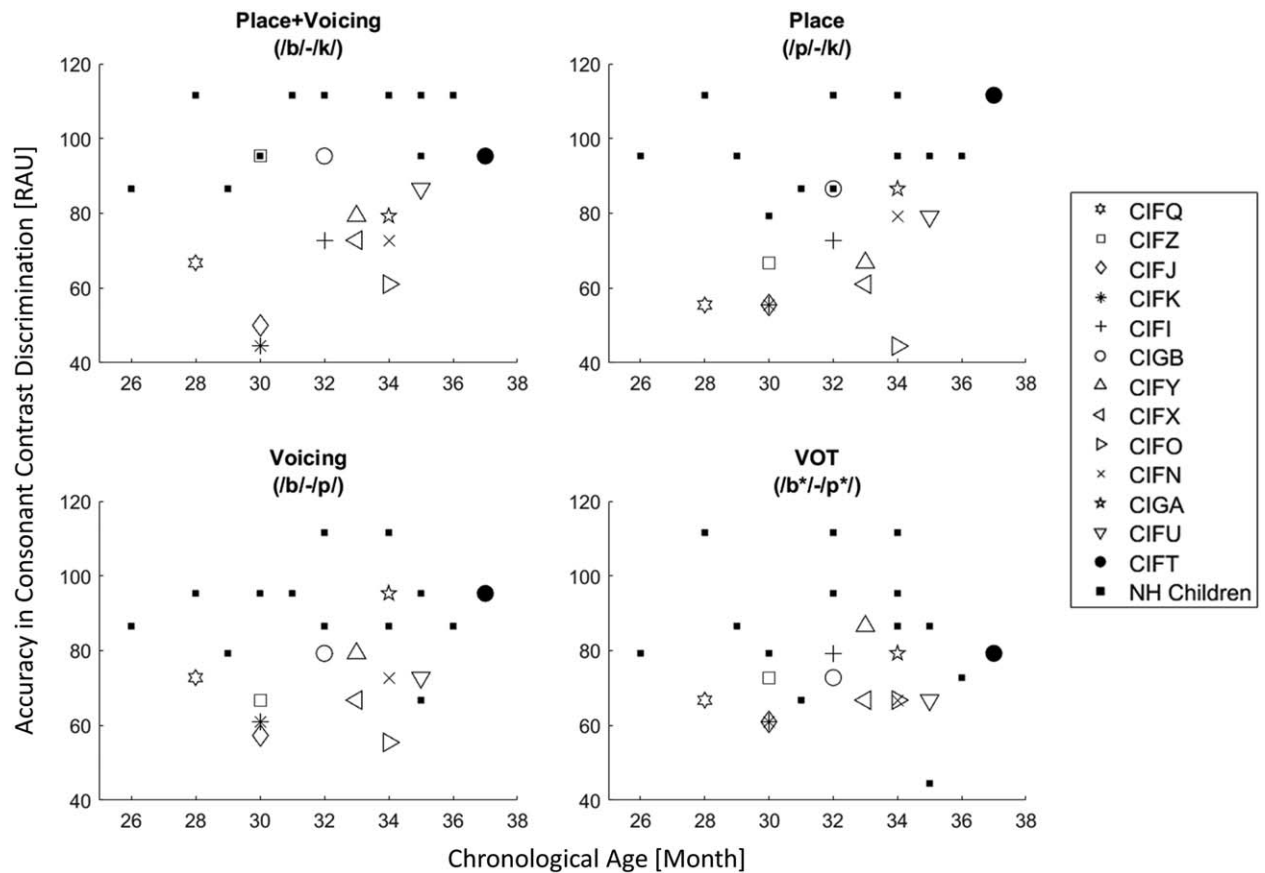 Place+Voicing
(/b/-/k/)
120
100
80
60
40
26 28 30 32 34 36 38
Place
(/p/-/k/)
120
100
80
60
40
26 28 30 32 34 36 38
Voicing
(/b/-/p/)
120
100
80
60
40
26 28 30 32 34 36 38
VOT
(/b*/-/p*/)
120
100
80
60
40
26 28 30 32 34 36 38
Accuracy in Consonant Contrast Discrimination [RAU]
Chronological Age [Month]
CIFQ
CIFZ
CIFJ
CIFK
CIFI
CIGB
CIFY
CIFX
CIFO
CIFN
CIGA
CIFU
CIFT
NH Children